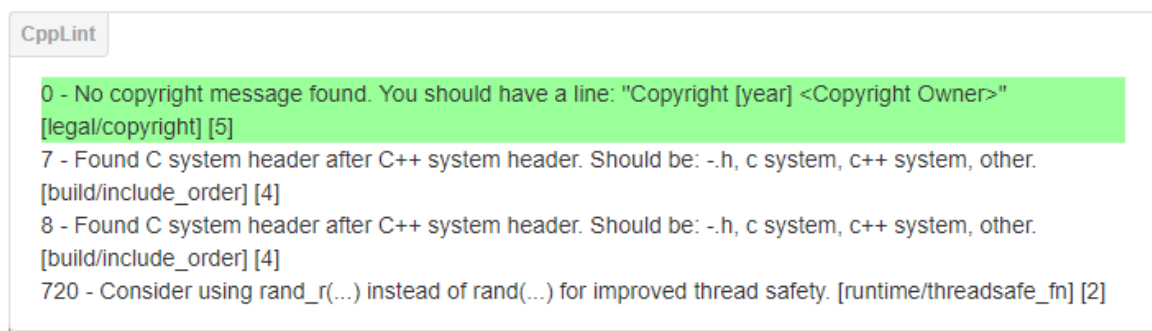 CppLint
0 - No copyright message found. You should have a line: "Copyright [year] <Copyright Owner>"
[legal/copyright] [5]
7 - Found C system header after C++ system header. Should be: -.h, c system, c++ system, other.
[build/include_order] [4]
8 - Found C system header after C++ system header. Should be: -.h, c system, c++ system, other.
[build/include_order] [4]
720 - Consider using rand_r(...) instead of rand(...) for improved thread safety. [runtime/threadsafe_fn] [2]